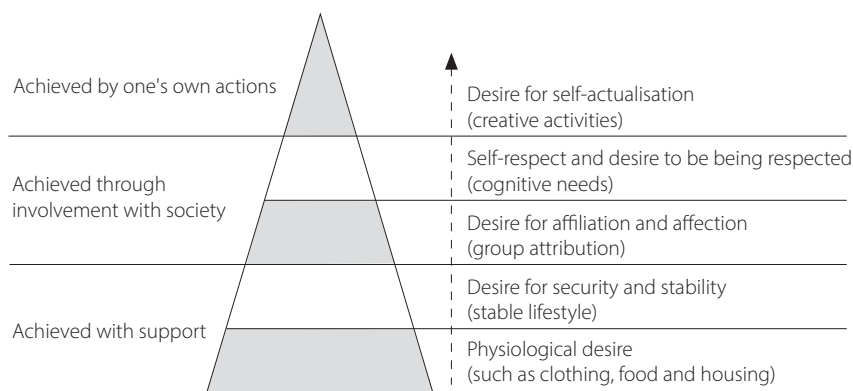 Achieved by one's own actions
Desire for self-actualisation
(creative activities)
Achieved through
involvement with society
Self-respect and desire to be being respected
(cognitive needs)
Desire for affiliation and affection
(group attribution)
Achieved with support
Desire for security and stability
(stable lifestyle)
Physiological desire
(such as clothing, food and housing)